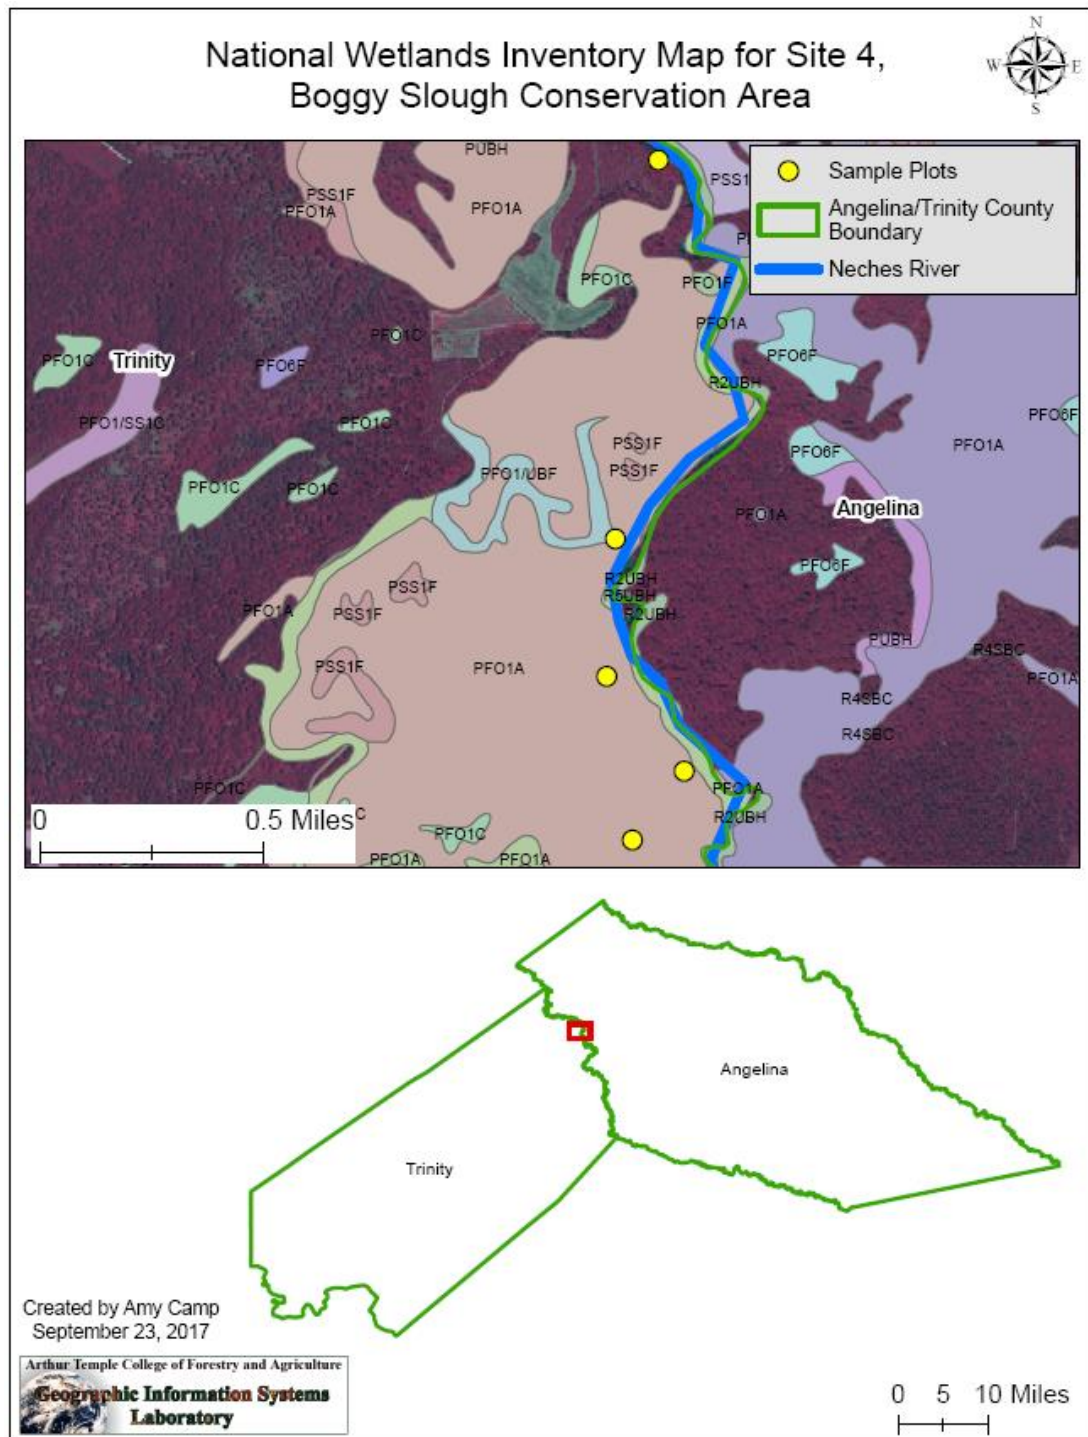 N
W E
S
National Wetlands Inventory Map for Site 4,
Boggy Slough Conservation Area
Sample Plots
Angelina/Trinity County
Boundary
Neches River
PUBH
PSS1F
PFO1A
PFO1A
PFO1C
PFO1F
PFO1A
PFO1C
PFO1C
Trinity
PFO6F
PFO6F
R2UBH
PFO6F
PFO1/SS1C
PFO1C
PSS1F
PSS1F
PFO1/UBF
PFO6F
PFO1A
PFO1C
PFO1C
PFO1A
Angelina
R2UBH
R5UBH
R2UBH
PFO6F
PSS1F
PSS1F
PFO1A
PSS1F
PFO1A
PUBH
R4SBC
PFO1A
R4SBC
R4SBC
PFO1C
PFO1A
R2UBH
PFO1C
PFO1A
PFO1A
0 0.5 Miles
Angelina
Trinity
Created by Amy Camp
September 23, 2017
Arthur Temple College of Forestry and Agriculture
Geographic Information Systems
Laboratory
0 5 10 Miles